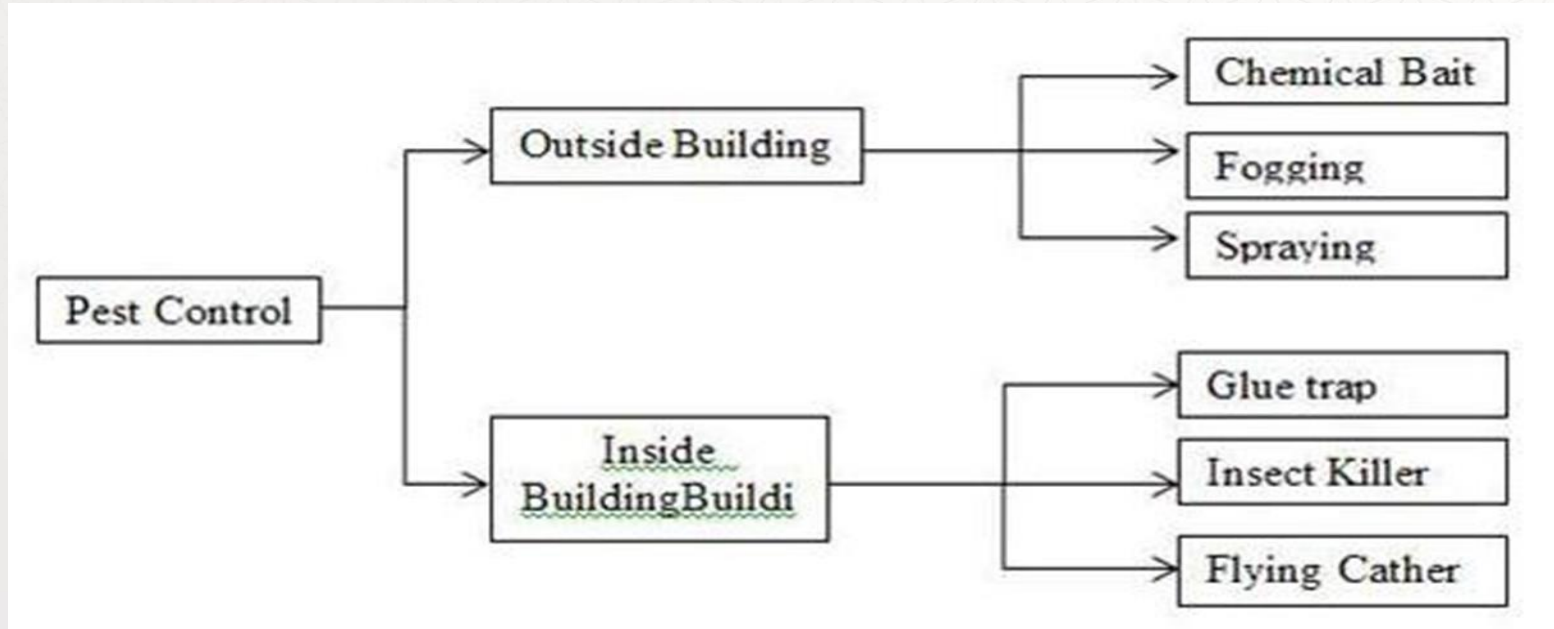 Pest Control
Outside Building
Chemical Bait
Fogging
Spraying
Inside
BuildingBuildi
Glue trap
Insect Killer
Flying Cather